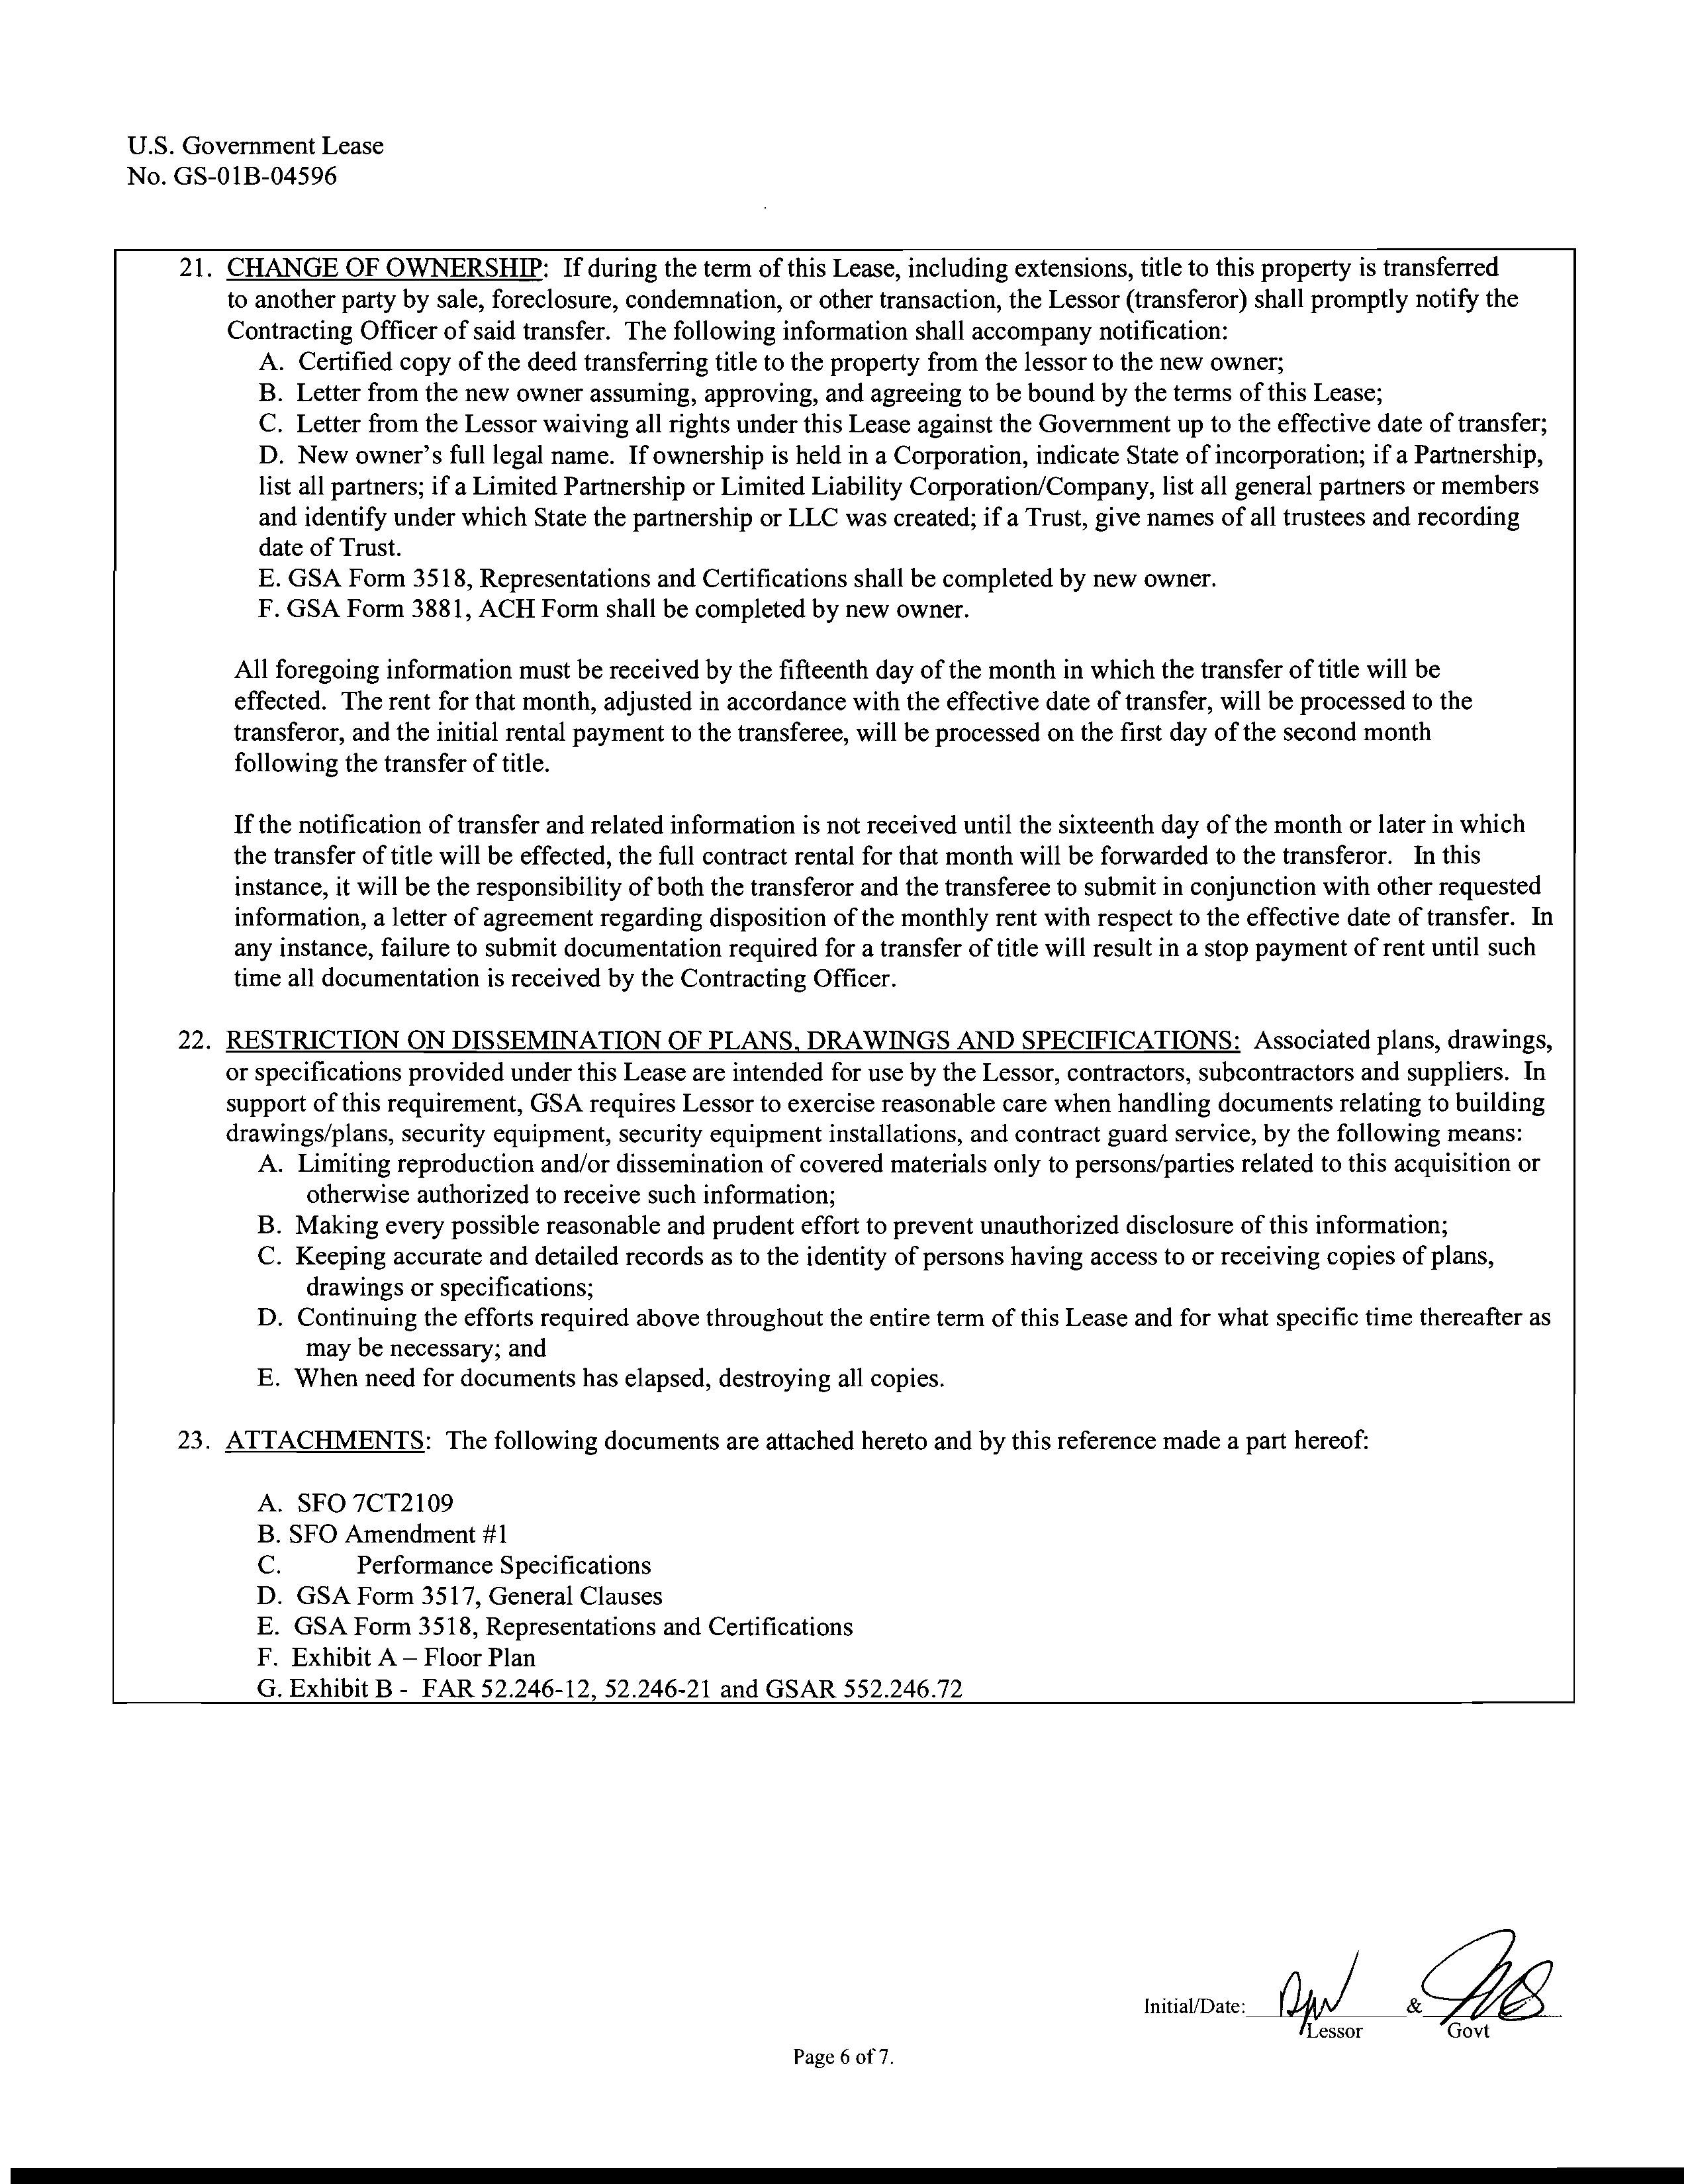 U.S. Government Lease
No. GS-01B-04596
21. CHANGE OF OWNERSHIP: If during the term of this Lease, including extensions, title to this property is transferred
to another party by sale, foreclosure, condemnation, or other transaction, the Lessor (transferor) shall promptly notify the
Contracting Officer of said transfer. The following information shall accompany notification:
A. Certified copy of the deed transferring title to the property from the lessor to the new owner;
B. Letter from the new owner assuming, approving, and agreeing to be bound by the terms of this Lease;
C. Letter from the Lessor waiving all rights under this Lease against the Government up to the effective date of transfer;
D. New owner's full legal name. If ownership is held in a Corporation, indicate State of incorporation; if a Partnership,
list all partners; if a Limited Partnership or Limited Liability Corporation/Company, list all general partners or members
and identify under which State the partnership or LLC was created; if a Trust, give names of all trustees and recording
date of Trust.
E. GSA Form 3518, Representations and Certifications shall be completed by new owner.
F. GSA Form 3881, ACH Form shall be completed by new owner.
All foregoing information must be received by the fifteenth day of the month in which the transfer of title will be
effected. The rent for that month, adjusted in accordance with the effective date of transfer, will be processed to the
transferor, and the initial rental payment to the transferee, will be processed on the first day of the second month
following the transfer of title.
If the notification of transfer and related information is not received until the sixteenth day of the month or later in which
the transfer of title will be effected, the full contract rental for that month will be forwarded to the transferor. In this
instance, it will be the responsibility of both the transferor and the transferee to submit in conjunction with other requested
information, a letter of agreement regarding disposition of the monthly rent with respect to the effective date of transfer. In
any instance, failure to submit documentation required for a transfer of title will result in a stop payment of rent until such
time all documentation is received by the Contracting Officer.
22. RESTRICTION ON DISSEMINATION OF PLANS, DRAWINGS AND SPECIFICATIONS: Associated plans, drawings,
or specifications provided under this Lease are intended for use by the Lessor, contractors, subcontractors and suppliers. In
support of this requirement, GSA requires Lessor to exercise reasonable care when handling documents relating to building
drawings/plans, security equipment, security equipment installations, and contract guard service, by the following means:
A. Limiting reproduction and/or dissemination of covered materials only to persons/parties related to this acquisition or
otherwise authorized to receive such information;
B. Making every possible reasonable and prudent effort to prevent unauthorized disclosure of this information;
C. Keeping accurate and detailed records as to the identity of persons having access to or receiving copies of plans,
drawings or specifications;
D. Continuing the efforts required above throughout the entire term of this Lease and for what specific time thereafter as
may be necessary; and
E. When need for documents has elapsed, destroying all copies.
23. ATTACHMENTS: The following documents are attached hereto and by this reference made a part hereof:
A. SFO 7CT2109
B. SFO Amendment #1
C. Performance Specifications
D. GSA Form 3517, General Clauses
E. GSA Form 3518, Representations and Certifications
F. Exhibit A – Floor Plan
G. Exhibit B - FAR 52.246-12, 52.246-21 and GSAR 552.246.72
Initial/Date: &
Lessor Govt
Page 6 of 7.